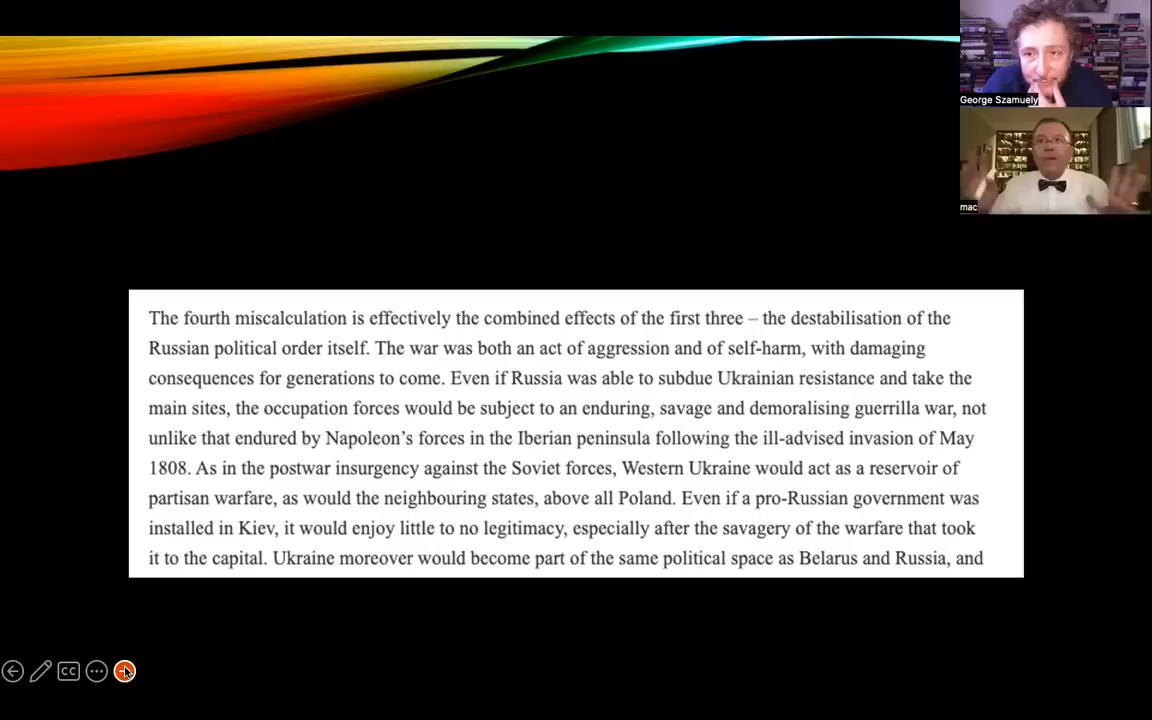 George Szamuely
mac
The fourth miscalculation is effectively the combined effects of the first three – the destabilisation of the
Russian political order itself. The war was both an act of aggression and of self-harm, with damaging
consequences for generations to come. Even if Russia was able to subdue Ukrainian resistance and take the
main sites, the occupation forces would be subject to an enduring, savage and demoralising guerrilla war, not
unlike that endured by Napoleon’s forces in the Iberian peninsula following the ill-advised invasion of May
1808. As in the postwar insurgency against the Soviet forces, Western Ukraine would act as a reservoir of
partisan warfare, as would the neighbouring states, above all Poland. Even if a pro-Russian government was
installed in Kiev, it would enjoy little to no legitimacy, especially after the savagery of the warfare that took
it to the capital. Ukraine moreover would become part of the same political space as Belarus and Russia, and
CC